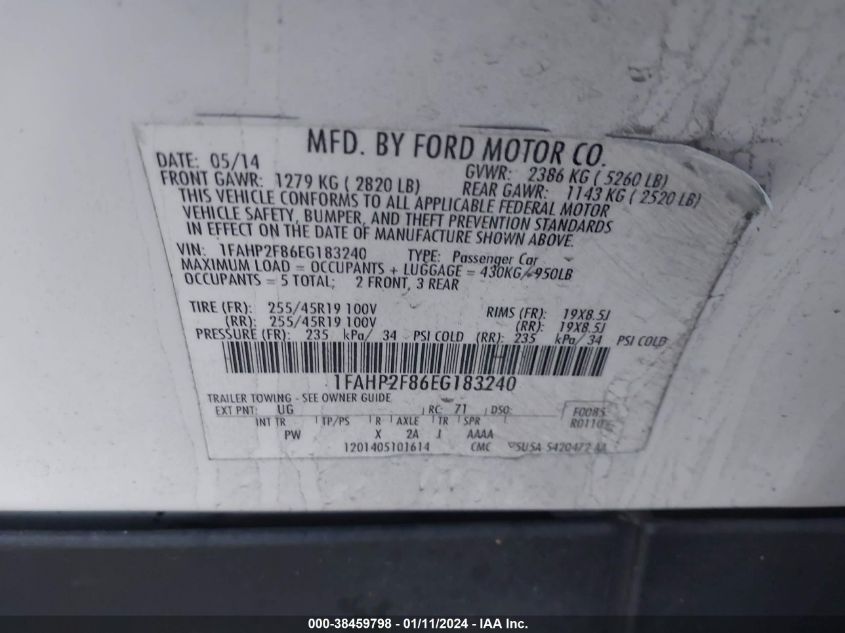 MFD. BY FORD MOTOR CO.
DATE: 05/14 GVWR: 2386 KG ( 5260 LB)
FRONT GAWR: 1279 KG ( 2820 LB) REAR GAWR: 1143 KG ( 2520 LB)
THIS VEHICLE CONFORMS TO ALL APPLICABLE FEDERAL MOTOR
VEHICLE SAFETY, BUMPER, AND THEFT PREVENTION STANDARDS
IN EFFECT ON THE DATE OF MANUFACTURE SHOWN ABOVE.
VIN: 1FAHP2F86EG183240 TYPE: Passenger Car
MAXIMUM LOAD = OCCUPANTS + LUGGAGE = 430KG/950LB
OCCUPANTS = 5 TOTAL; 2 FRONT, 3 REAR
TIRE (FR): 255/45R19 100V RIMS (FR): 19X8.5J
(RR): 255/45R19 100V (RR): 19X8.5J
PRESSURE (FR): 235 kPa/ 34 PSI COLD (RR): 235 kPa/ 34 PSI COLD
1FAHP2F86EG183240
TRAILER TOWING - SEE OWNER GUIDE
EXT PNT: UG RC: 71 DSO: F0085
INT TR TP/PS R AXLE TR SPR R0110
PW X 2A J AAAA
1201405101614 CMC 5420472
000-38459798 - 01/11/2024 - IAAI Inc.